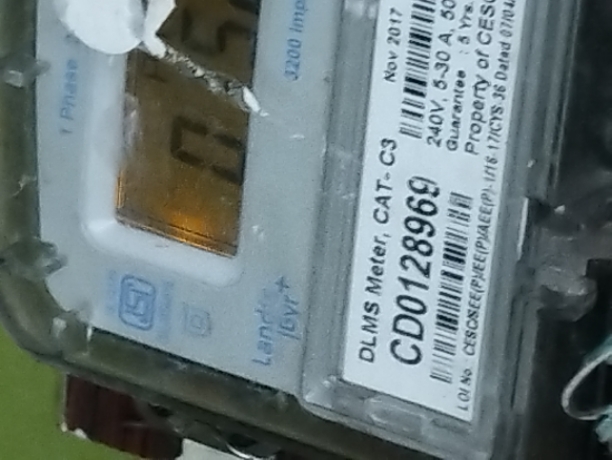 1 Phase
05
3200 imp
Landis
Gyr+
DLMS Meter, CAT- C3
Nov 2017
CD0128969
240V, 5-30 A, 50
Guarantee : 5 Yrs.
Property of CESC
LOI No. CESC/SEE(P)/EE(P)/AEE(P)-1/16-17/CYS 36 Dated 07/04/